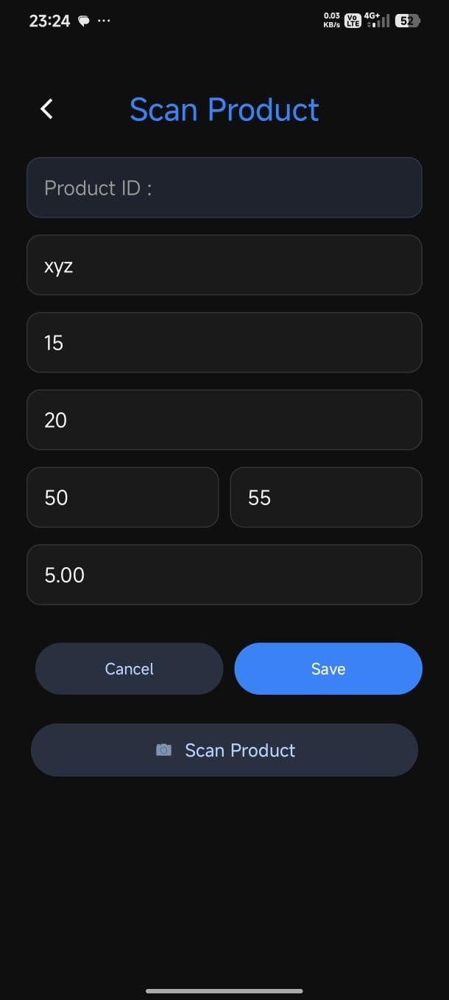 23:24 ... 0.03 KB/s Vo LTE 4G+ 52
Scan Product
Product ID :
xyz
15
20
50 55
5.00
Cancel Save
Scan Product